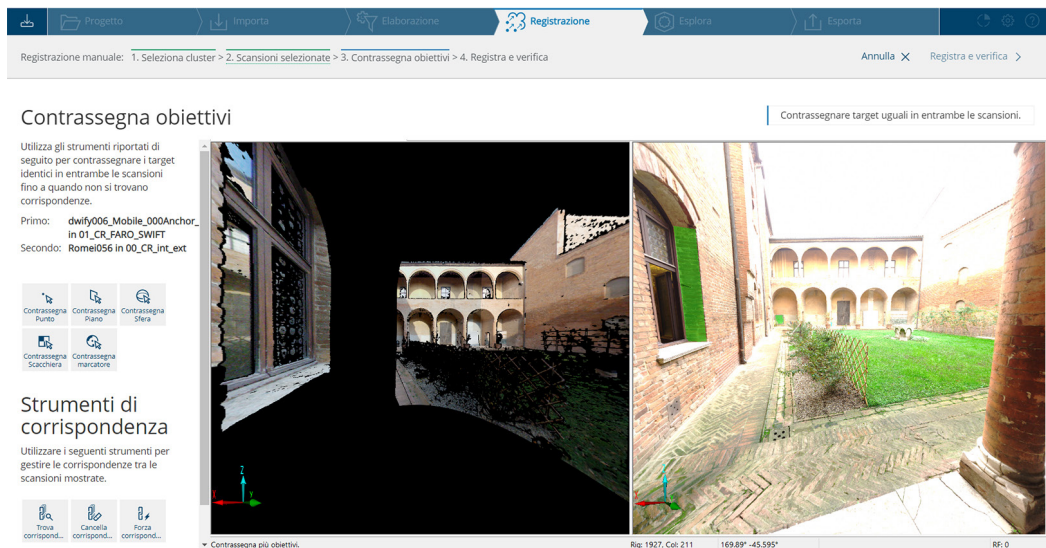 Progetto
Importa
Elaborazione
Registrazione
Esplora
Esporta
Registrazione manuale: 1. Seleziona cluster > 2. Scansioni selezionate > 3. Contrassegna obiettivi > 4. Registra e verifica
Annulla
Registra e verifica
Contrassegna obiettivi
Contrassegnare target uguali in entrambe le scansioni.
Utilizza gli strumenti riportati di
seguito per contrassegnare i target
identici in entrambe le scansioni
fino a quando non si trovano
corrispondenze.
Primo: dwify006_Mobile_000Anchor_
in 01_CR_FARO_SWIFT
Secondo: Romei056 in 00_CR_int_ext
Contrassegna
Punto
Contrassegna
Piano
Contrassegna
Sfera
Contrassegna
Scacchiera
Contrassegna
marcatore
Strumenti di
corrispondenza
Utilizzare i seguenti strumenti per
gestire le corrispondenze tra le
scansioni mostrate.
Trova
corrispond...
Cancella
corrispond...
Forza
corrispond...
Z
Y
Contrassegna più obiettivi.
Rig: 1927, Col: 211
169.89° -45.595°
RF: 0